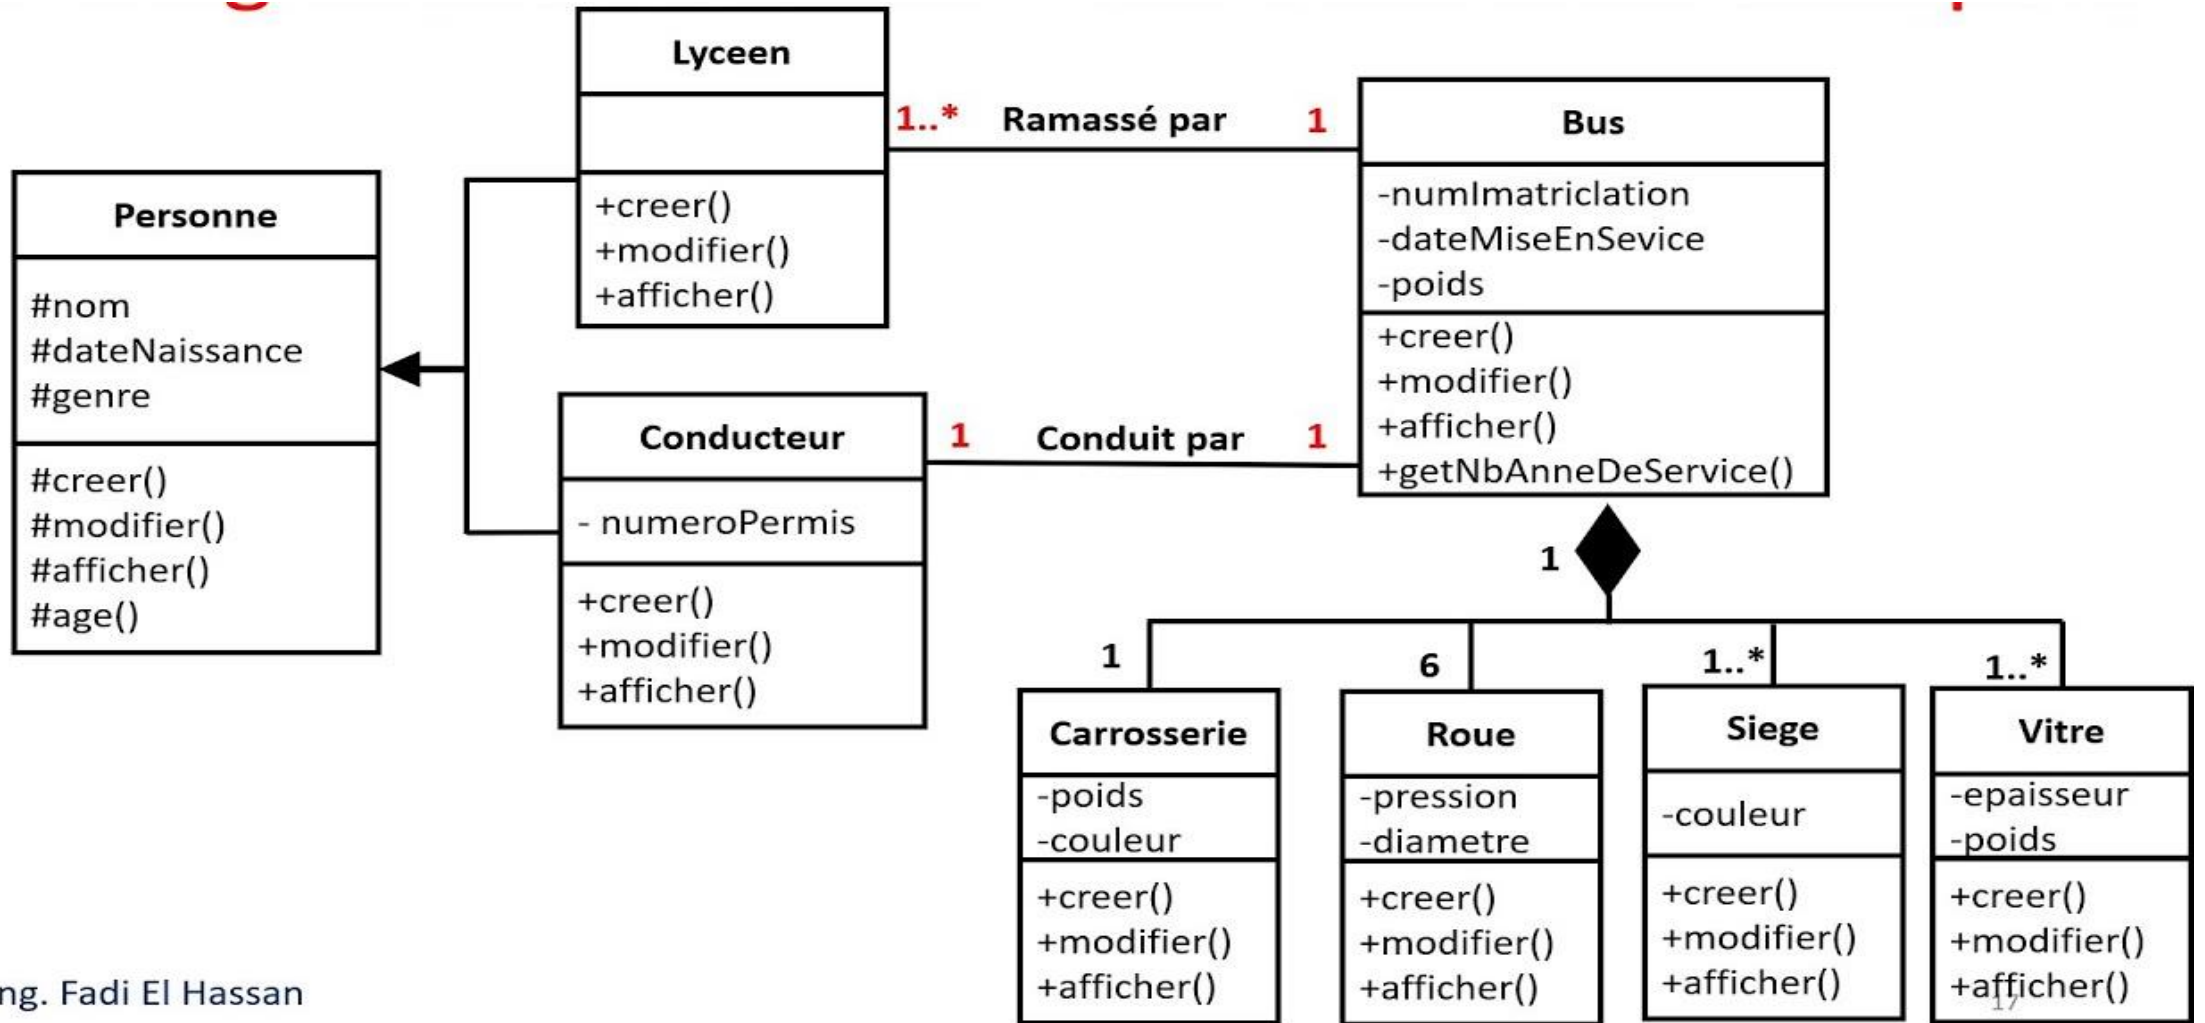 Lyceen
+creer()
+modifier()
+afficher()
1..* Ramassé par 1
Bus
-numImatriclation
-dateMiseEnSevice
-poids
+creer()
+modifier()
+afficher()
+getNbAnneDeService()
Personne
#nom
#dateNaissance
#genre
#creer()
#modifier()
#afficher()
#age()
Conducteur
- numeroPermis
+creer()
+modifier()
+afficher()
1 Conduit par 1
1
1
6
1..*
1..*
Carrosserie
-poids
-couleur
+creer()
+modifier()
+afficher()
Roue
-pression
-diametre
+creer()
+modifier()
+afficher()
Siege
-couleur
+creer()
+modifier()
+afficher()
Vitre
-epaisseur
-poids
+creer()
+modifier()
+afficher()
17
ng. Fadi El Hassan